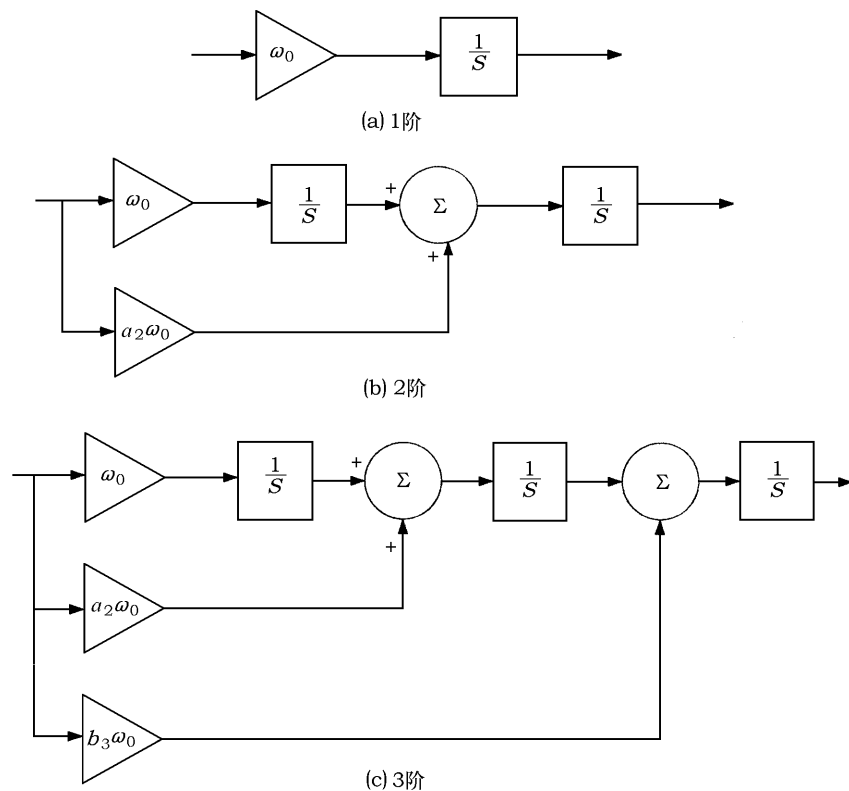 ω₀ 1/S
(a) 1阶
ω₀ 1/S + Σ 1/S
+
a₂ω₀
(b) 2阶
ω₀ 1/S + Σ 1/S Σ 1/S
+
a₂ω₀
b₃ω₀
(c) 3阶